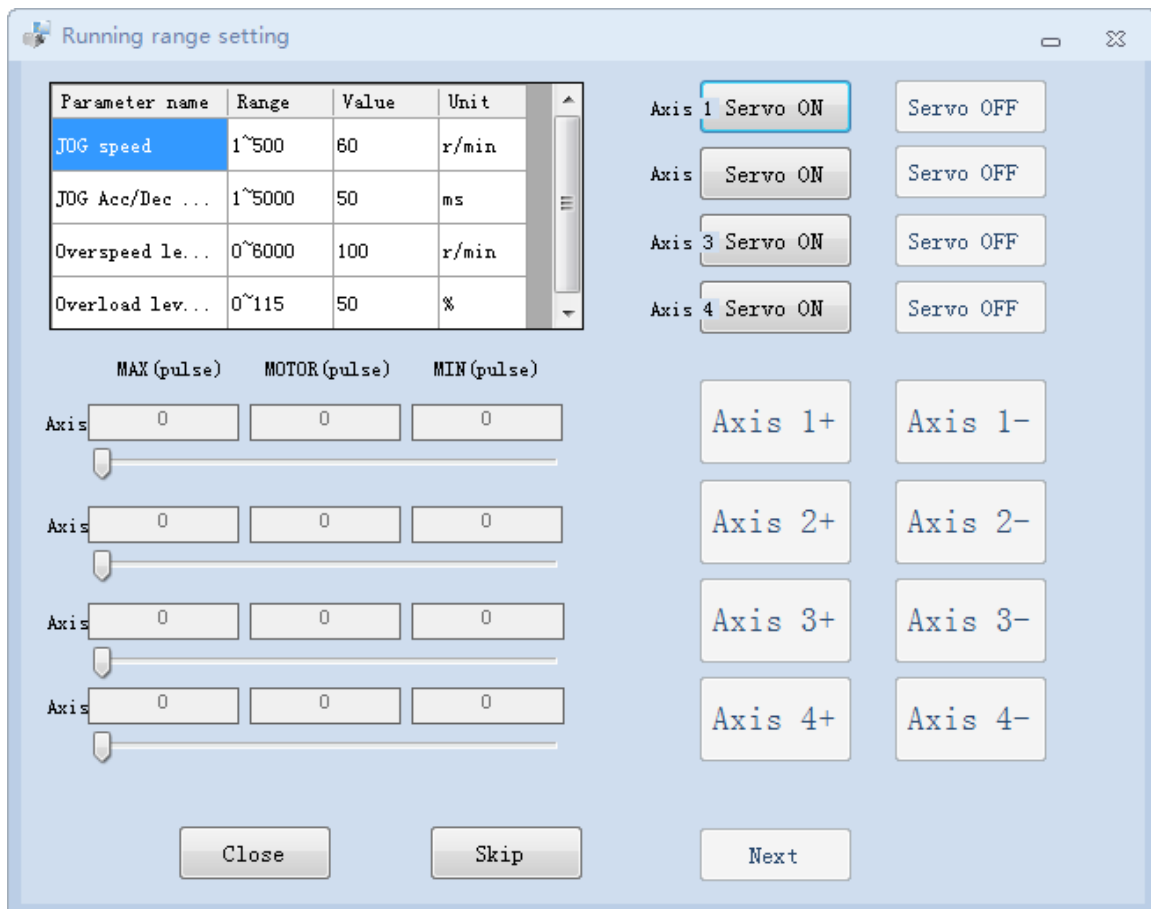 Running range setting
Parameter name Range Value Unit
JOG speed 1~500 60 r/min
JOG Acc/Dec ... 1~5000 50 ms
Overspeed le... 0~6000 100 r/min
Overload lev... 0~115 50 %
Axis 1 Servo ON Servo OFF
Axis Servo ON Servo OFF
Axis 3 Servo ON Servo OFF
Axis 4 Servo ON Servo OFF
MAX(pulse) MOTOR(pulse) MIN(pulse)
Axis 0 0 0
Axis 0 0 0
Axis 0 0 0
Axis 0 0 0
Axis 1+ Axis 1-
Axis 2+ Axis 2-
Axis 3+ Axis 3-
Axis 4+ Axis 4-
Close Skip Next